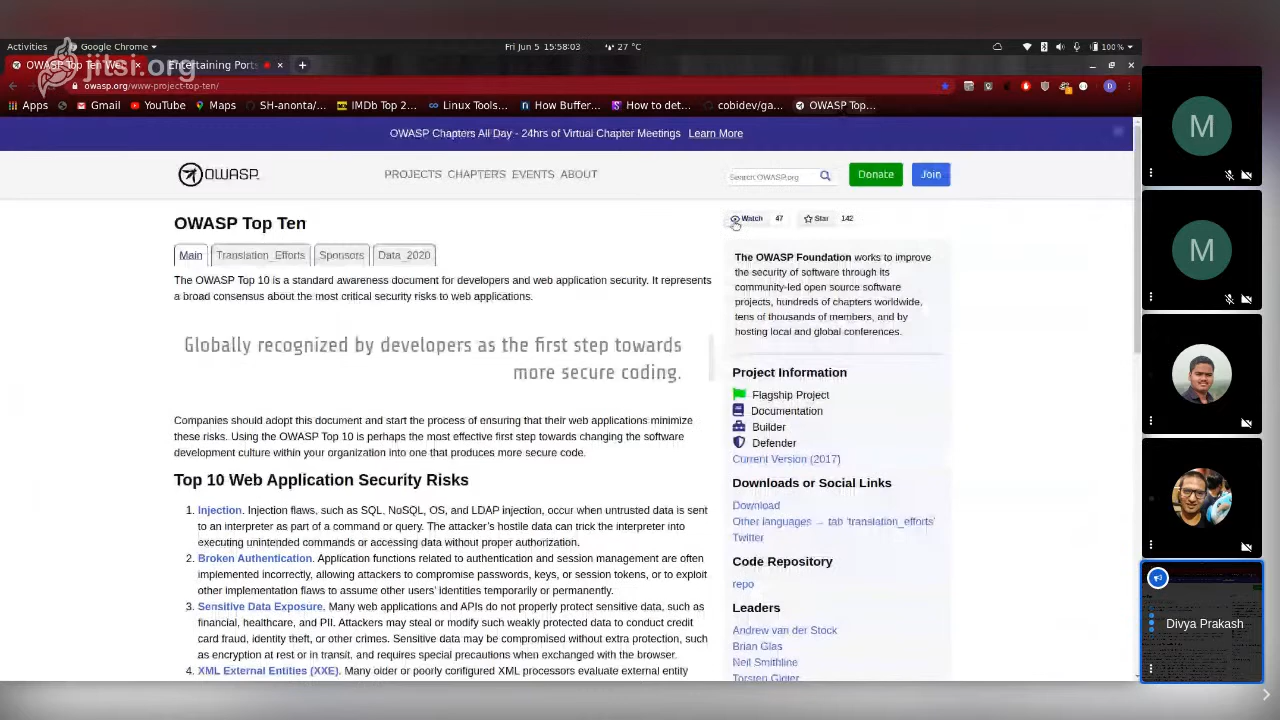 Activities
Google Chrome
Fri Jun 5 15:58:03
27 °C
100%
OWASP Top Ten We
Entertaining Ports
jitsi.org
owasp.org/www-project-top-ten/
Apps
Gmail
YouTube
Maps
SH-anonta/...
IMDb Top 2...
Linux Tools...
How Buffer...
How to det...
cobidev/ga...
OWASP Top...
OWASP Chapters All Day - 24hrs of Virtual Chapter Meetings Learn More
OWASP
PROJECTS CHAPTERS EVENTS ABOUT
Search OWASP.org
Donate
Join
OWASP Top Ten
Watch 47
Star 142
Main
Translation_Efforts
Sponsors
Data_2020
The OWASP Top 10 is a standard awareness document for developers and web application security. It represents
a broad consensus about the most critical security risks to web applications.
Globally recognized by developers as the first step towards
more secure coding.
Companies should adopt this document and start the process of ensuring that their web applications minimize
these risks. Using the OWASP Top 10 is perhaps the most effective first step towards changing the software
development culture within your organization into one that produces more secure code.
Top 10 Web Application Security Risks
1. Injection. Injection flaws, such as SQL, NoSQL, OS, and LDAP injection, occur when untrusted data is sent
to an interpreter as part of a command or query. The attacker's hostile data can trick the interpreter into
executing unintended commands or accessing data without proper authorization.
2. Broken Authentication. Application functions related to authentication and session management are often
implemented incorrectly, allowing attackers to compromise passwords, keys, or session tokens, or to exploit
other implementation flaws to assume other users' identities temporarily or permanently.
3. Sensitive Data Exposure. Many web applications and APIs do not properly protect sensitive data, such as
financial, healthcare, and PII. Attackers may steal or modify such weakly protected data to conduct credit
card fraud, identity theft, or other crimes. Sensitive data may be compromised without extra protection, such
as encryption at rest or in transit, and requires special precautions when exchanged with the browser.
4. XML External Entities (XXE). Many older or poorly configured XML processors evaluate external entity
The OWASP Foundation works to improve
the security of software through its
community-led open source software
projects, hundreds of chapters worldwide,
tens of thousands of members, and by
hosting local and global conferences.
Project Information
Flagship Project
Documentation
Builder
Defender
Current Version (2017)
Downloads or Social Links
Download
Other languages → tab 'translation_efforts'
Twitter
Code Repository
repo
Leaders
Andrew van der Stock
Brian Glas
Neil Smithline
Torsten Gigler
M
M
Divya Prakash